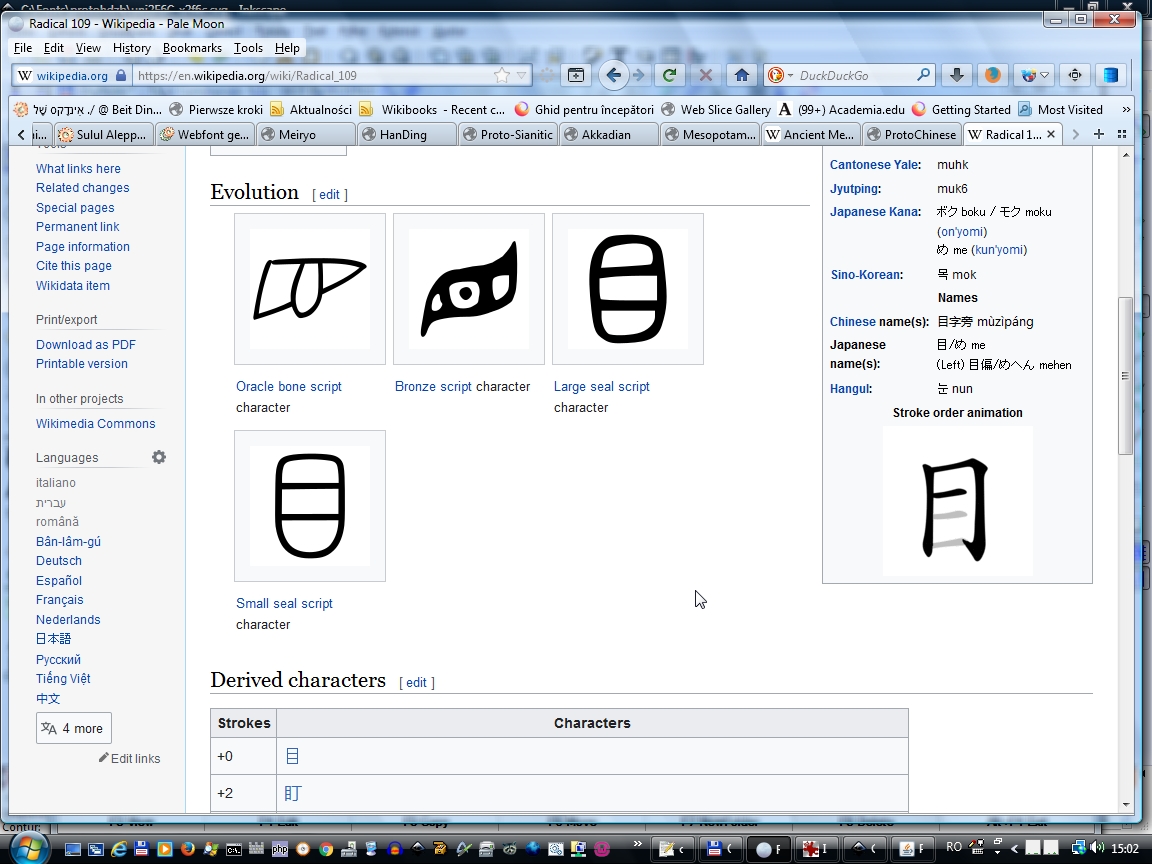 Radical 109 - Wikipedia - Pale Moon
File Edit View History Bookmarks Tools Help
wikipedia.org https://en.wikipedia.org/wiki/Radical_109 DuckDuckGo
אינדקס של./ @ Beit Din... Pierwsze kroki Aktualności Wikibooks - Recent c... Ghid pentru începători Web Slice Gallery (99+) Academia.edu Getting Started Most Visited »
Sulul Alepp... Webfont ge... Meiryo HanDing Proto-Sianitic Akkadian Mesopotam... Ancient Me... ProtoChinese Radical 1...
What links here
Related changes
Special pages
Permanent link
Page information
Cite this page
Wikidata item
Print/export
Download as PDF
Printable version
In other projects
Wikimedia Commons
Languages
italiano
עברית
română
Bân-lâm-gú
Deutsch
Español
Français
Nederlands
日本語
Русский
Tiếng Việt
中文
4 more
Edit links
Evolution [ edit ]
Oracle bone script character
Bronze script character
Large seal script character
Small seal script character
Derived characters [ edit ]
Strokes Characters
+0 目
+2 盯
Cantonese Yale: muhk
Jyutping: muk6
Japanese Kana: ボク boku / モク moku
(on'yomi)
め me (kun'yomi)
Sino-Korean: 목 mok
Names
Chinese name(s): 目字旁 mùzìpáng
Japanese name(s): 目/め me
(Left) 目偏/めへん mehen
Hangul: 눈 nun
Stroke order animation
目
RO 15:02